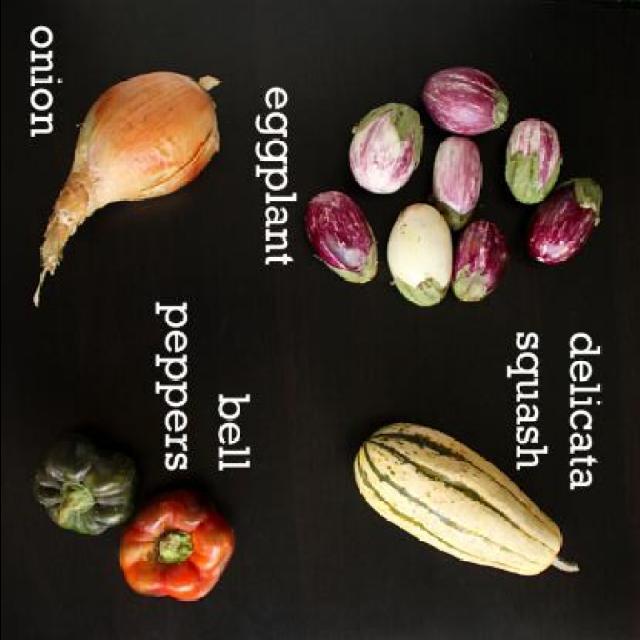 delicata
squash
eggplant
bell
peppers
onion